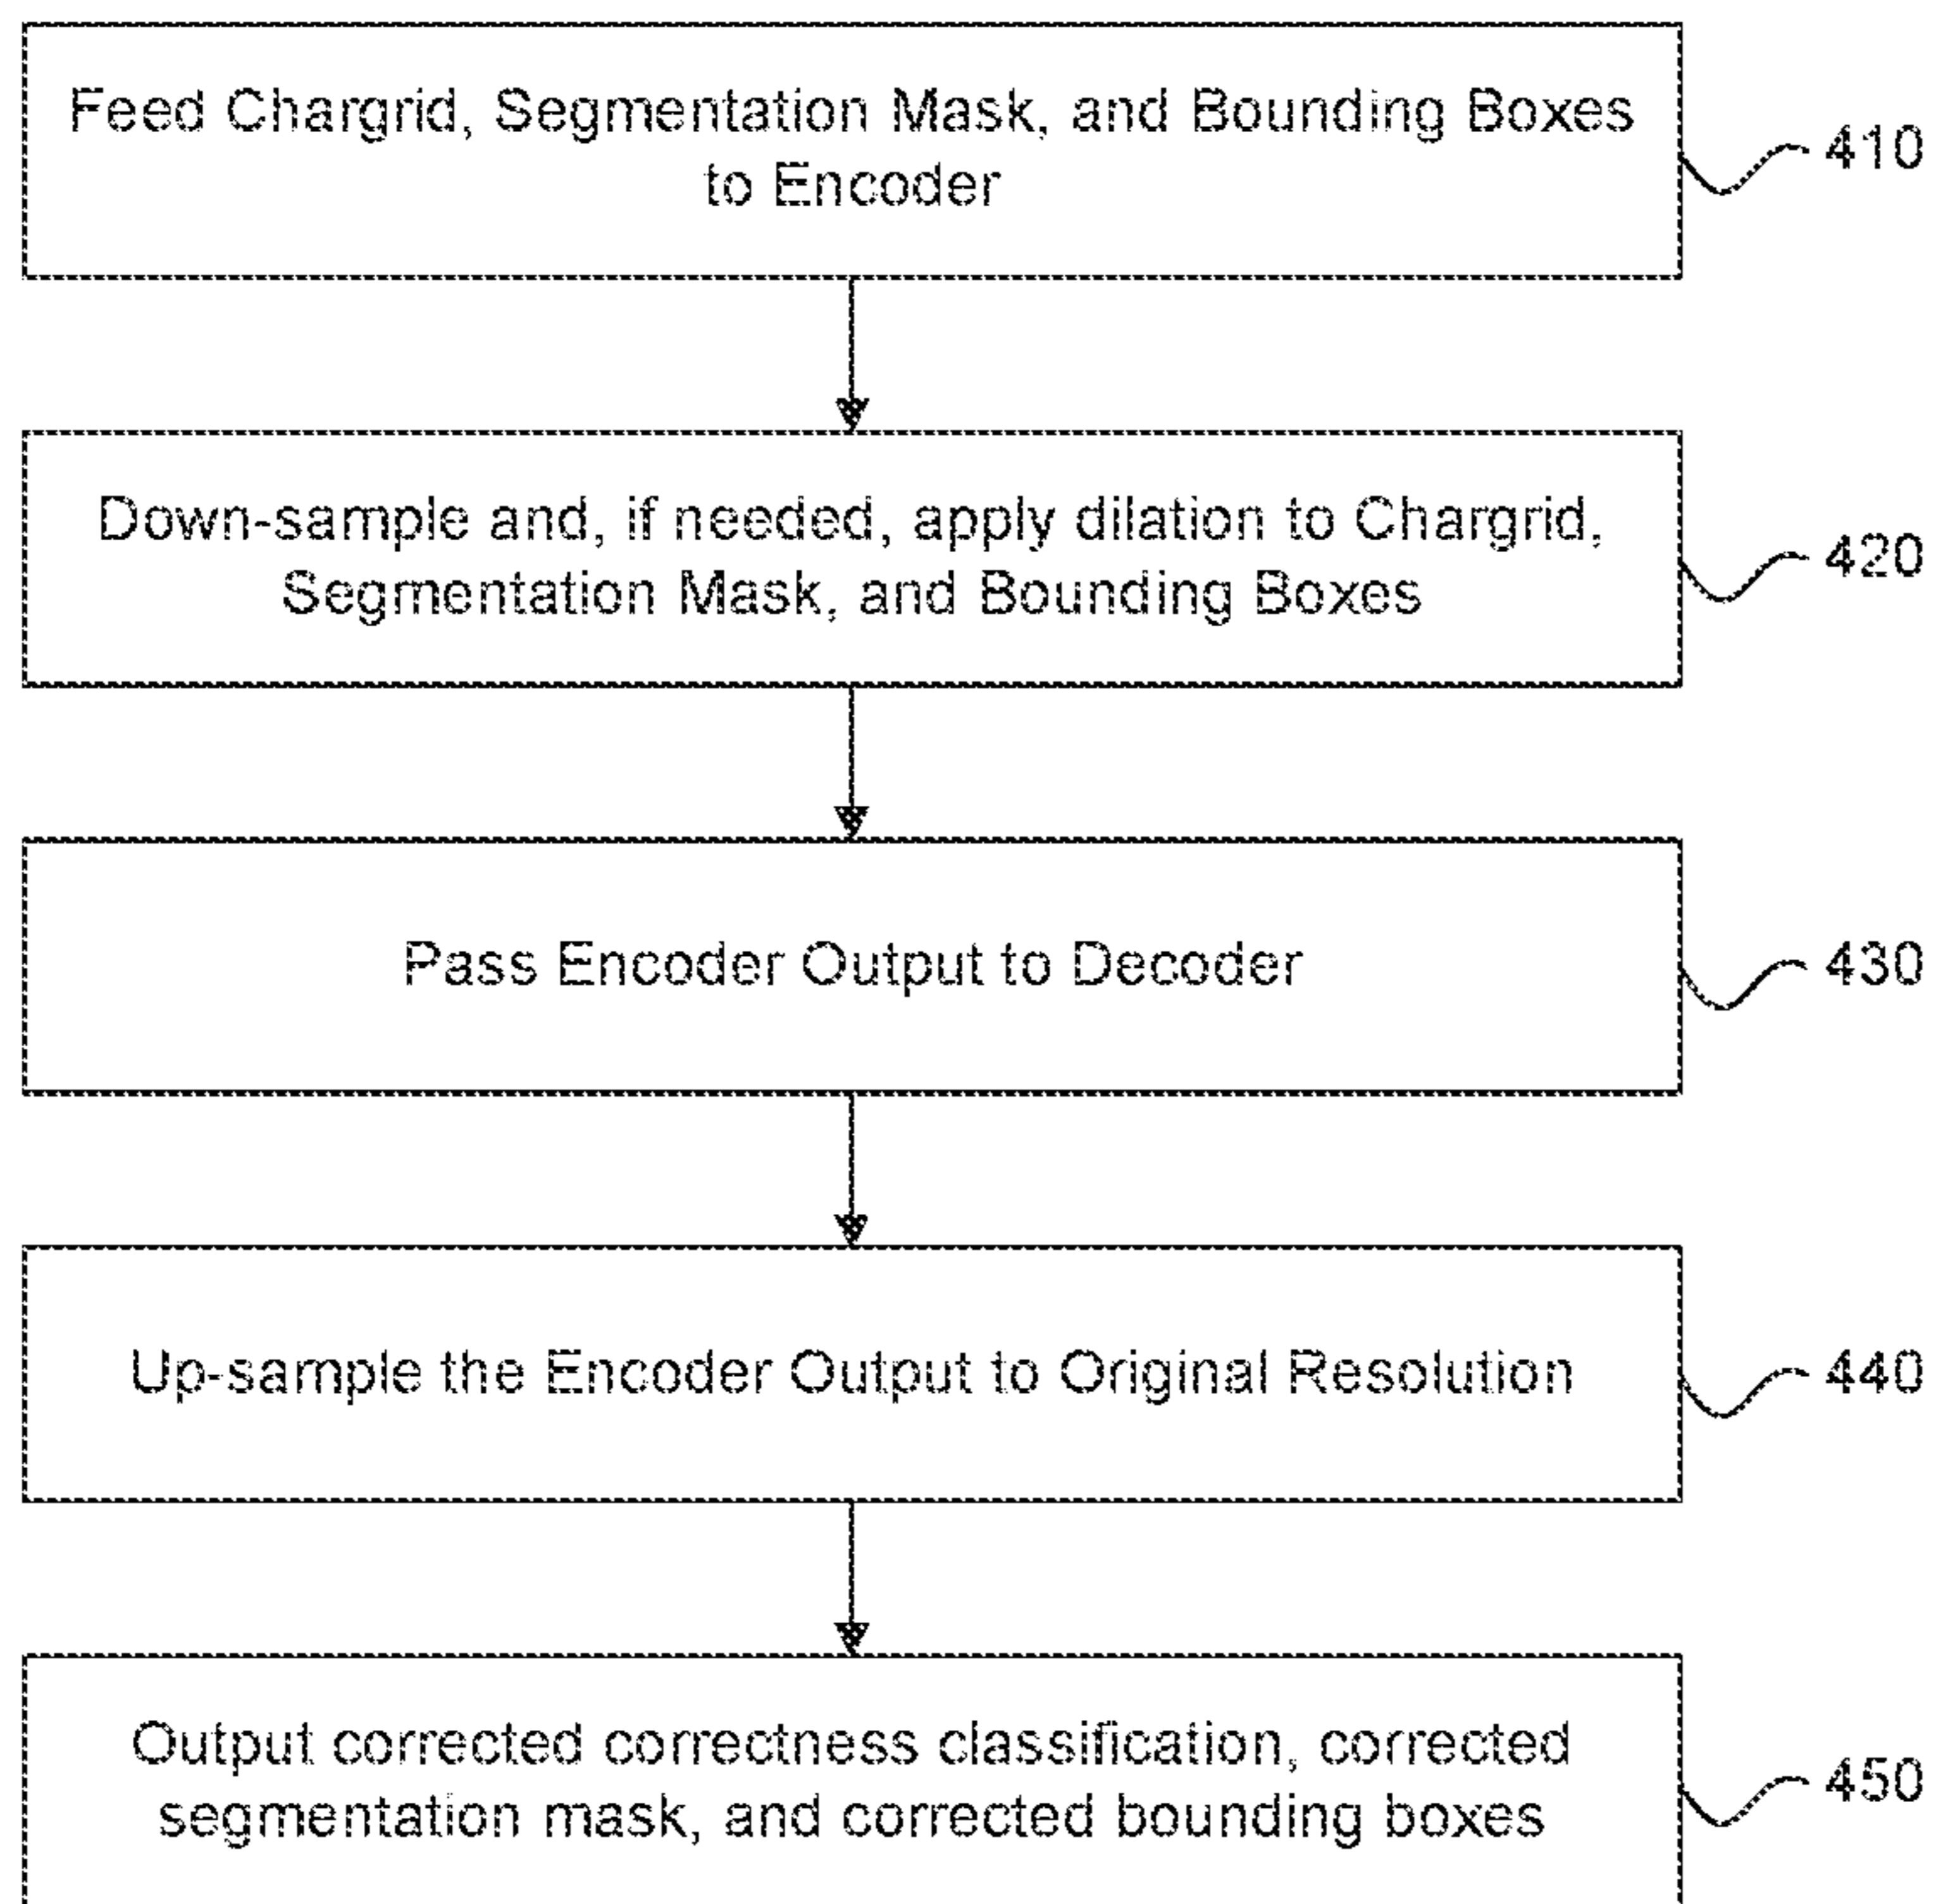 Feed Chargrid, Segmentation Mask, and Bounding Boxes
to Encoder
410
Down-sample and, if needed, apply dilation to Chargrid,
Segmentation Mask, and Bounding Boxes
420
Pass Encoder Output to Decoder
430
Up-sample the Encoder Output to Original Resolution
440
Output corrected correctness classification, corrected
segmentation mask, and corrected bounding boxes
450